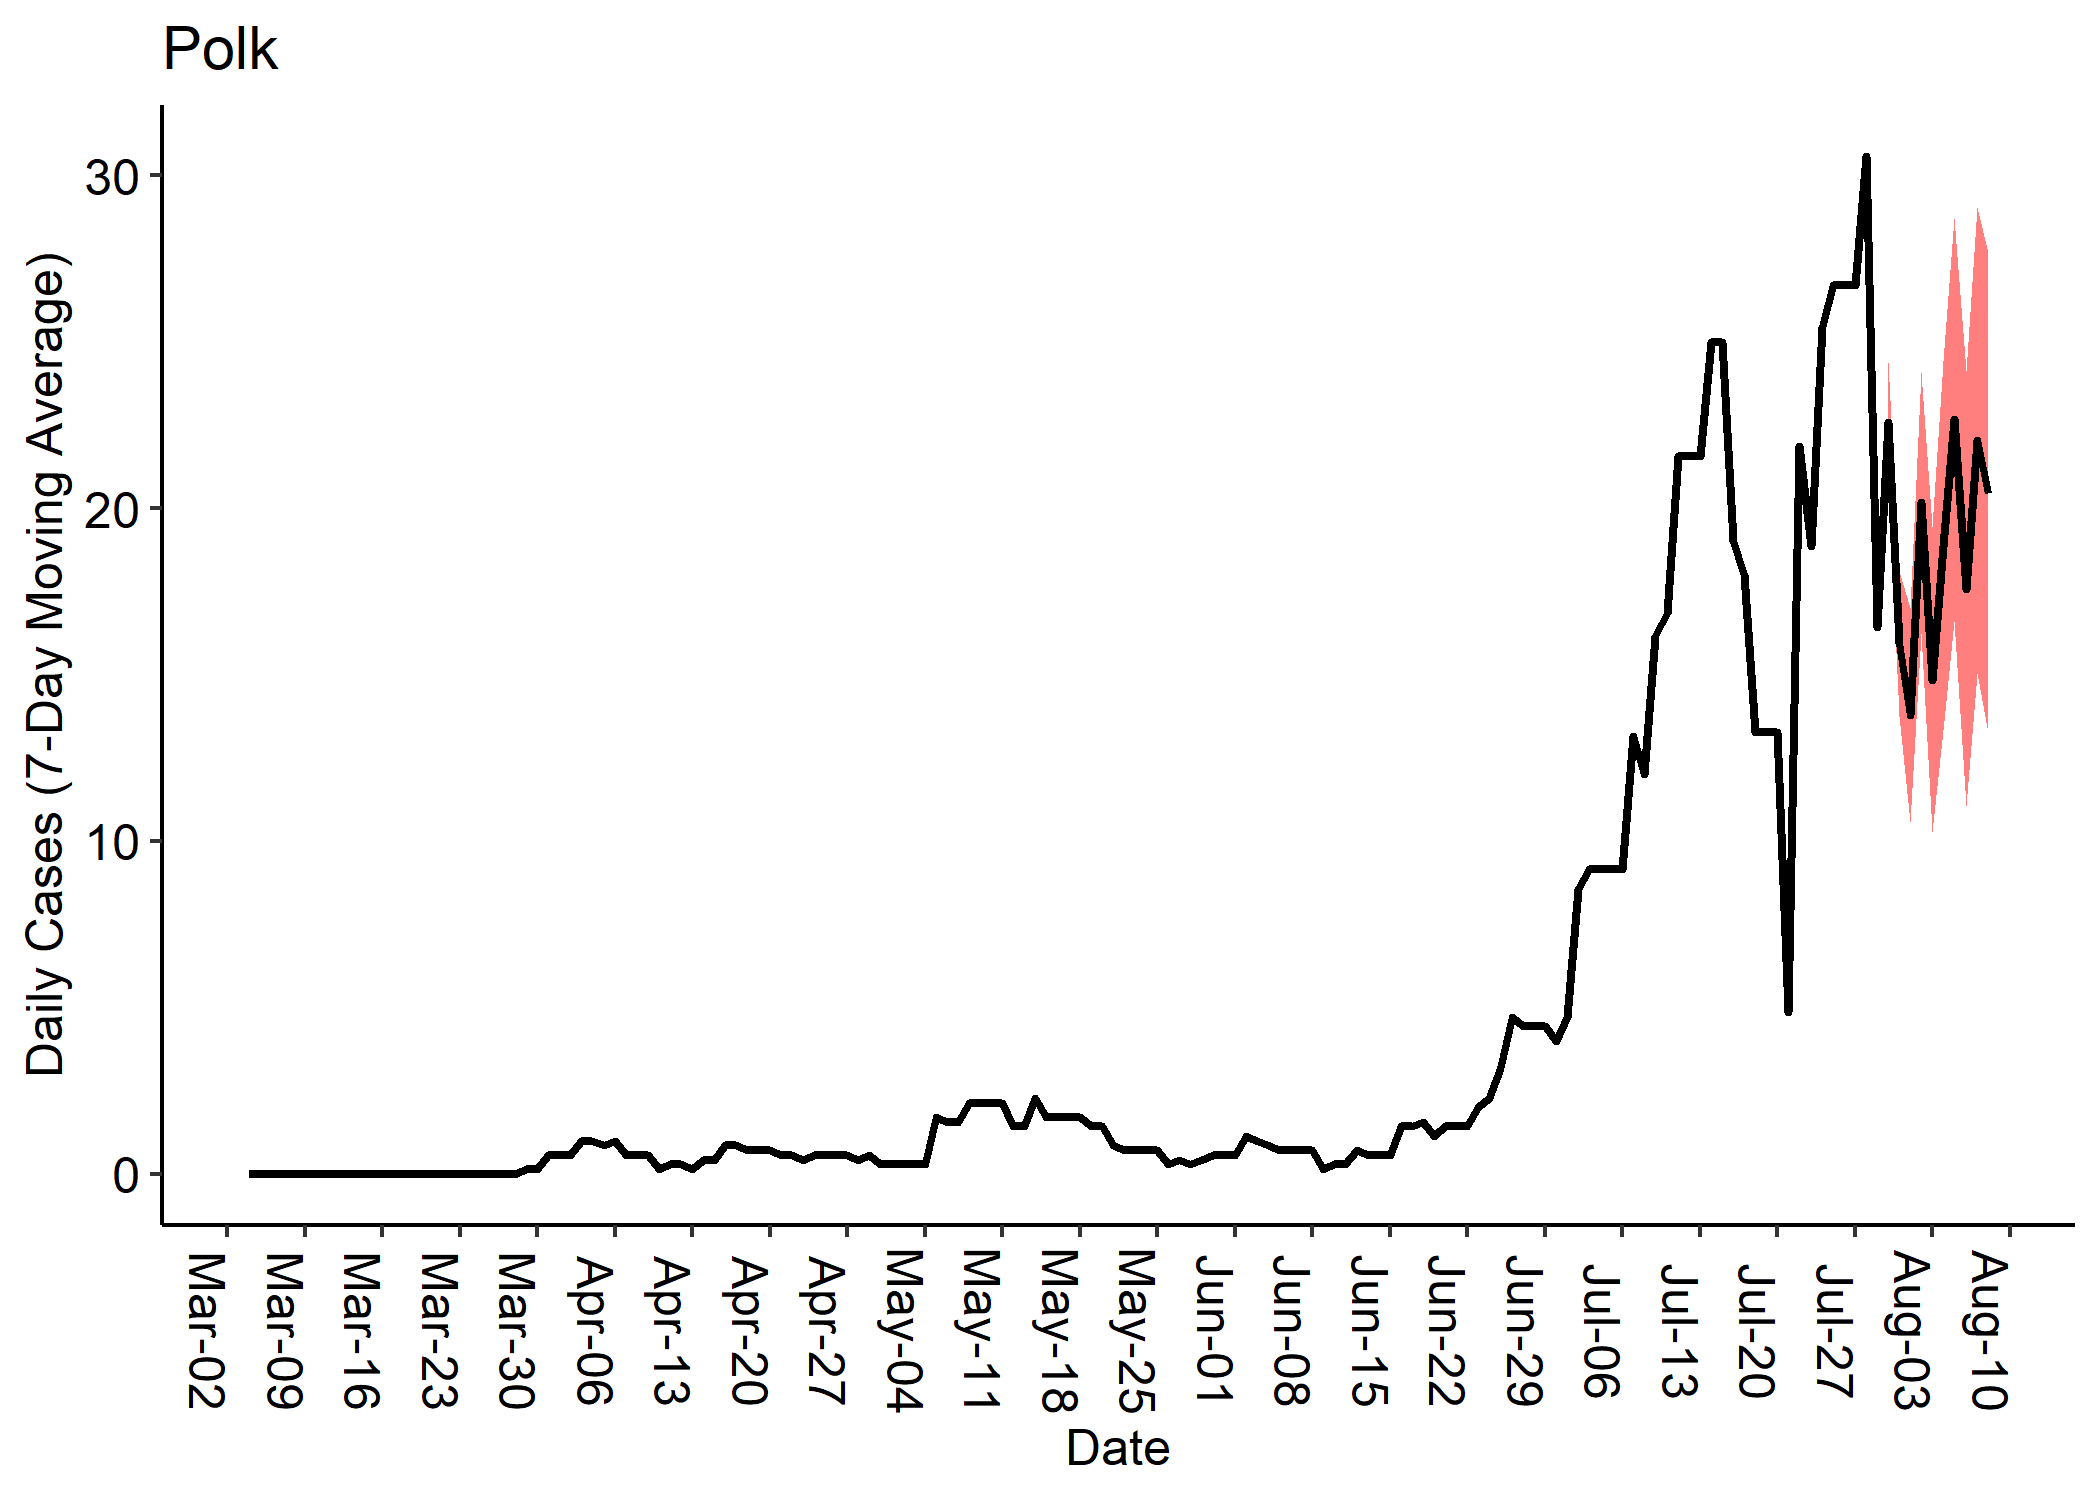 Polk
Daily Cases (7-Day Moving Average)
30
20
10
0
Mar-02
Mar-09
Mar-16
Mar-23
Mar-30
Apr-06
Apr-13
Apr-20
Apr-27
May-04
May-11
May-18
May-25
Jun-01
Jun-08
Jun-15
Jun-22
Jun-29
Jul-06
Jul-13
Jul-20
Jul-27
Aug-03
Aug-10
Date